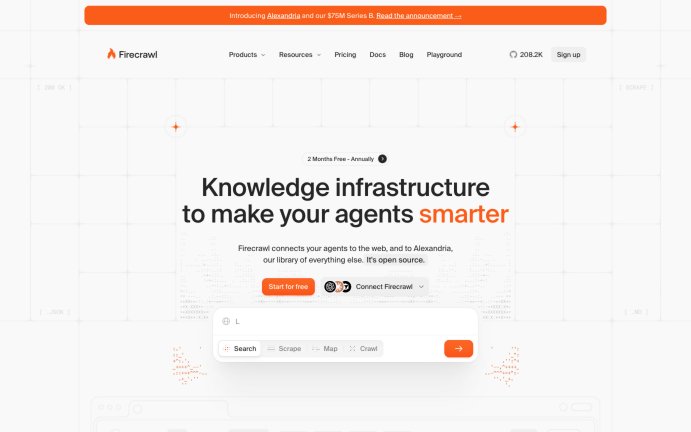 Introducing Alexandria and our $75M Series B. Read the announcement →
Firecrawl
Products
Resources
Pricing
Docs
Blog
Playground
208.2K
Sign up
[ 200 OK ]
[ SCRAPE ]
2 Months Free - Annually
Knowledge infrastructure
to make your agents smarter
Firecrawl connects your agents to the web, and to Alexandria,
our library of everything else. It's open source.
Start for free
Connect Firecrawl
[ .JSON ]
[ .MD ]
L
Search
Scrape
Map
Crawl